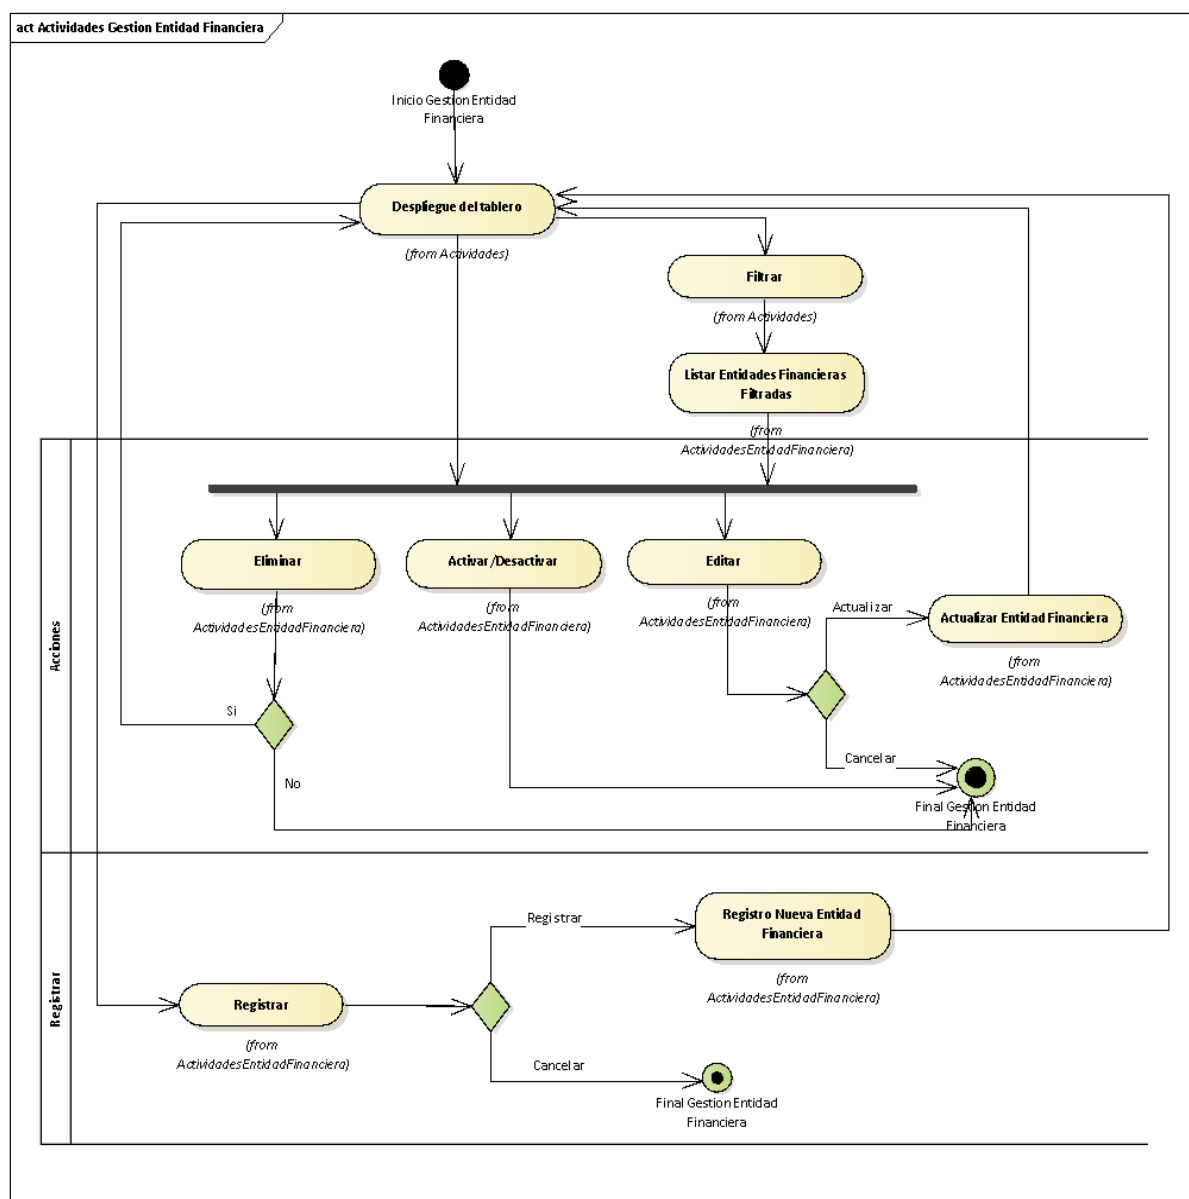 act Actividades Gestion Entidad Financiera
Inicio Gestion Entidad
Financiera
Despliegue del tablero
(from Actividades)
Filtrar
(from Actividades)
Listar Entidades Financieras
Filtradas
(from
ActividadesEntidadFinanciera)
Acciones
Eliminar
(from
ActividadesEntidadFinanciera)
Activar/Desactivar
(from
ActividadesEntidadFinanciera)
Editar
(from
ActividadesEntidadFinanciera)
Actualizar
Actualizar Entidad Financiera
(from
ActividadesEntidadFinanciera)
Si
No
Cancelar
Final Gestion Entidad
Financiera
Registrar
Registrar
(from
ActividadesEntidadFinanciera)
Registrar
Registro Nueva Entidad
Financiera
(from
ActividadesEntidadFinanciera)
Cancelar
Final Gestion Entidad
Financiera